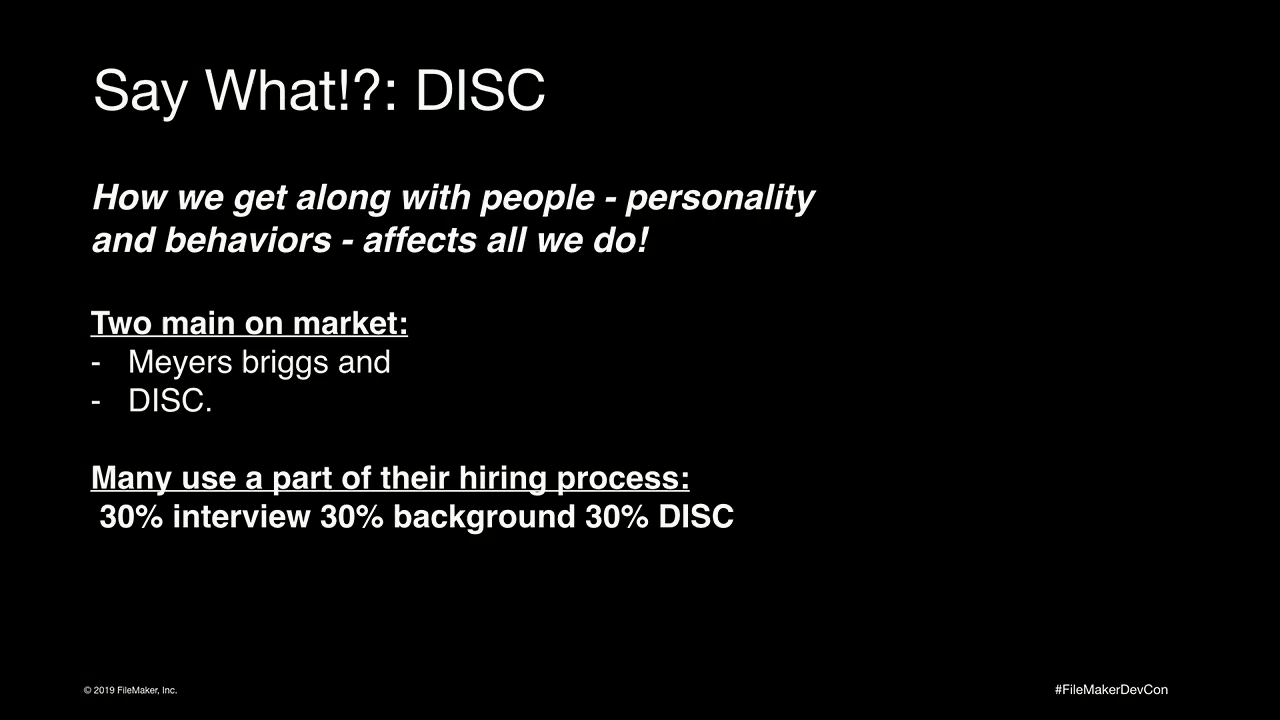 Say What!?: DISC
How we get along with people - personality
and behaviors - affects all we do!
Two main on market:
- Meyers briggs and
- DISC.
Many use a part of their hiring process:
30% interview 30% background 30% DISC
© 2019 FileMaker, Inc.
#FileMakerDevCon